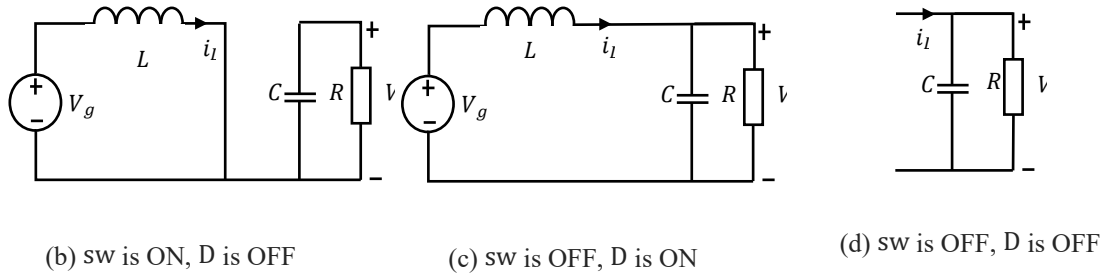 L
i_l
+
+
−
V_g
C
R
V
−
L
i_l
+
+
−
V_g
C
R
V
−
i_l
+
C
R
V
−
(b) sw is ON, D is OFF
(c) sw is OFF, D is ON
(d) sw is OFF, D is OFF